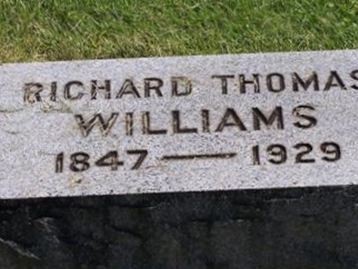 RICHARD THOMAS
WILLIAMS
1847 — 1929